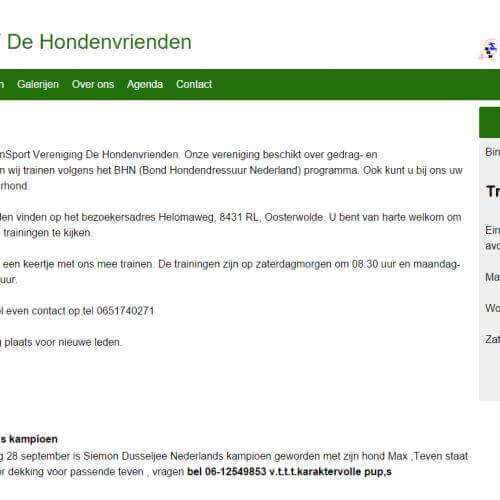 De Hondenvrienden
Galerijen Over ons Agenda Contact
Sport Vereniging De Hondenvrienden. Onze vereniging beschikt over gedrag- en
wij trainen volgens het BHN (Bond Hondendressuur Nederland) programma. Ook kunt u bij ons uw
vinden op het bezoekersadres Helomaweg, 8431 RL, Oosterwolde. U bent van harte welkom om
trainingen te kijken.
een keertje met ons mee trainen. De trainingen zijn op zaterdagmorgen om 08.30 uur en maandag-
uur.
even contact op.tel 0651740271
plaats voor nieuwe leden.
kampioen
28 september is Siemon Dusseljee Nederlands kampioen geworden met zijn hond Max ,Teven staat
dekking voor passende teven , vragen bel 06-12549853 v.t.t.t.karaktervolle pup,s
Bin
Tr
Ein
avo
Ma
Wo
Zat